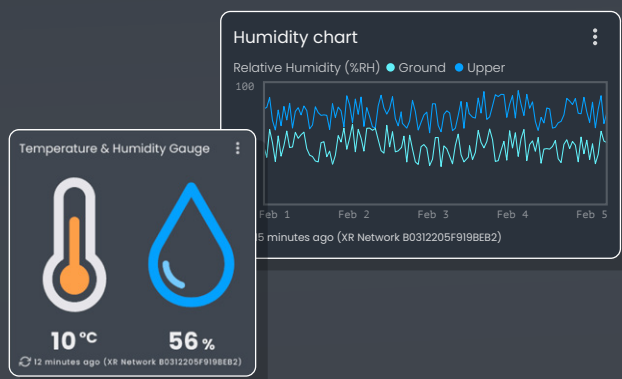 Humidity chart
Relative Humidity (%RH) Ground Upper
100
Feb 1 Feb 2 Feb 3 Feb 4 Feb 5
15 minutes ago (XR Network B0312205F919BEB2)
Temperature & Humidity Gauge
10 °C 56 %
12 minutes ago (XR Network B0312205F919BEB2)